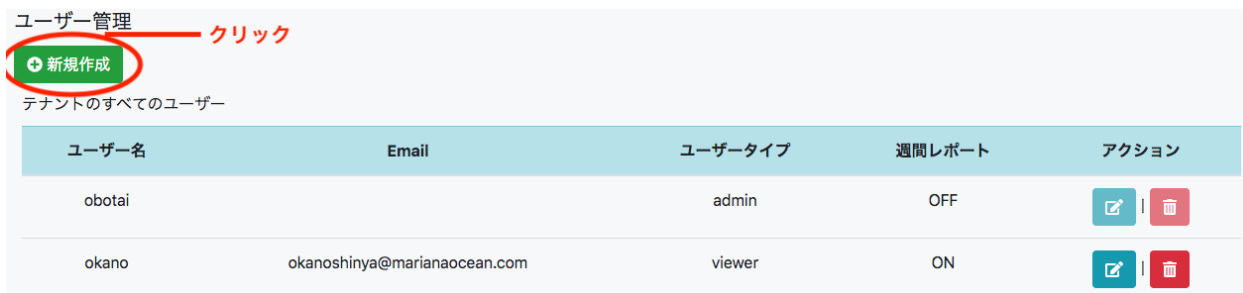 ユーザー管理
クリック
新規作成
テナントのすべてのユーザー
ユーザー名 Email ユーザータイプ 週間レポート アクション
obotai admin OFF |
okano okanoshinya@marianaocean.com viewer ON |